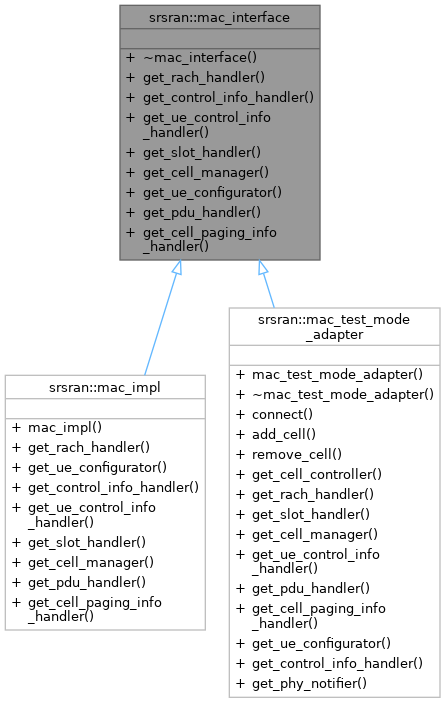 srsran::mac_interface
+ ~mac_interface()
+ get_rach_handler()
+ get_control_info_handler()
+ get_ue_control_info
_handler()
+ get_slot_handler()
+ get_cell_manager()
+ get_ue_configurator()
+ get_pdu_handler()
+ get_cell_paging_info
_handler()
srsran::mac_impl
+ mac_impl()
+ get_rach_handler()
+ get_ue_configurator()
+ get_control_info_handler()
+ get_ue_control_info
_handler()
+ get_slot_handler()
+ get_cell_manager()
+ get_pdu_handler()
+ get_cell_paging_info
_handler()
srsran::mac_test_mode
_adapter
+ mac_test_mode_adapter()
+ ~mac_test_mode_adapter()
+ connect()
+ add_cell()
+ remove_cell()
+ get_cell_controller()
+ get_rach_handler()
+ get_slot_handler()
+ get_cell_manager()
+ get_ue_control_info
_handler()
+ get_pdu_handler()
+ get_cell_paging_info
_handler()
+ get_ue_configurator()
+ get_control_info_handler()
+ get_phy_notifier()